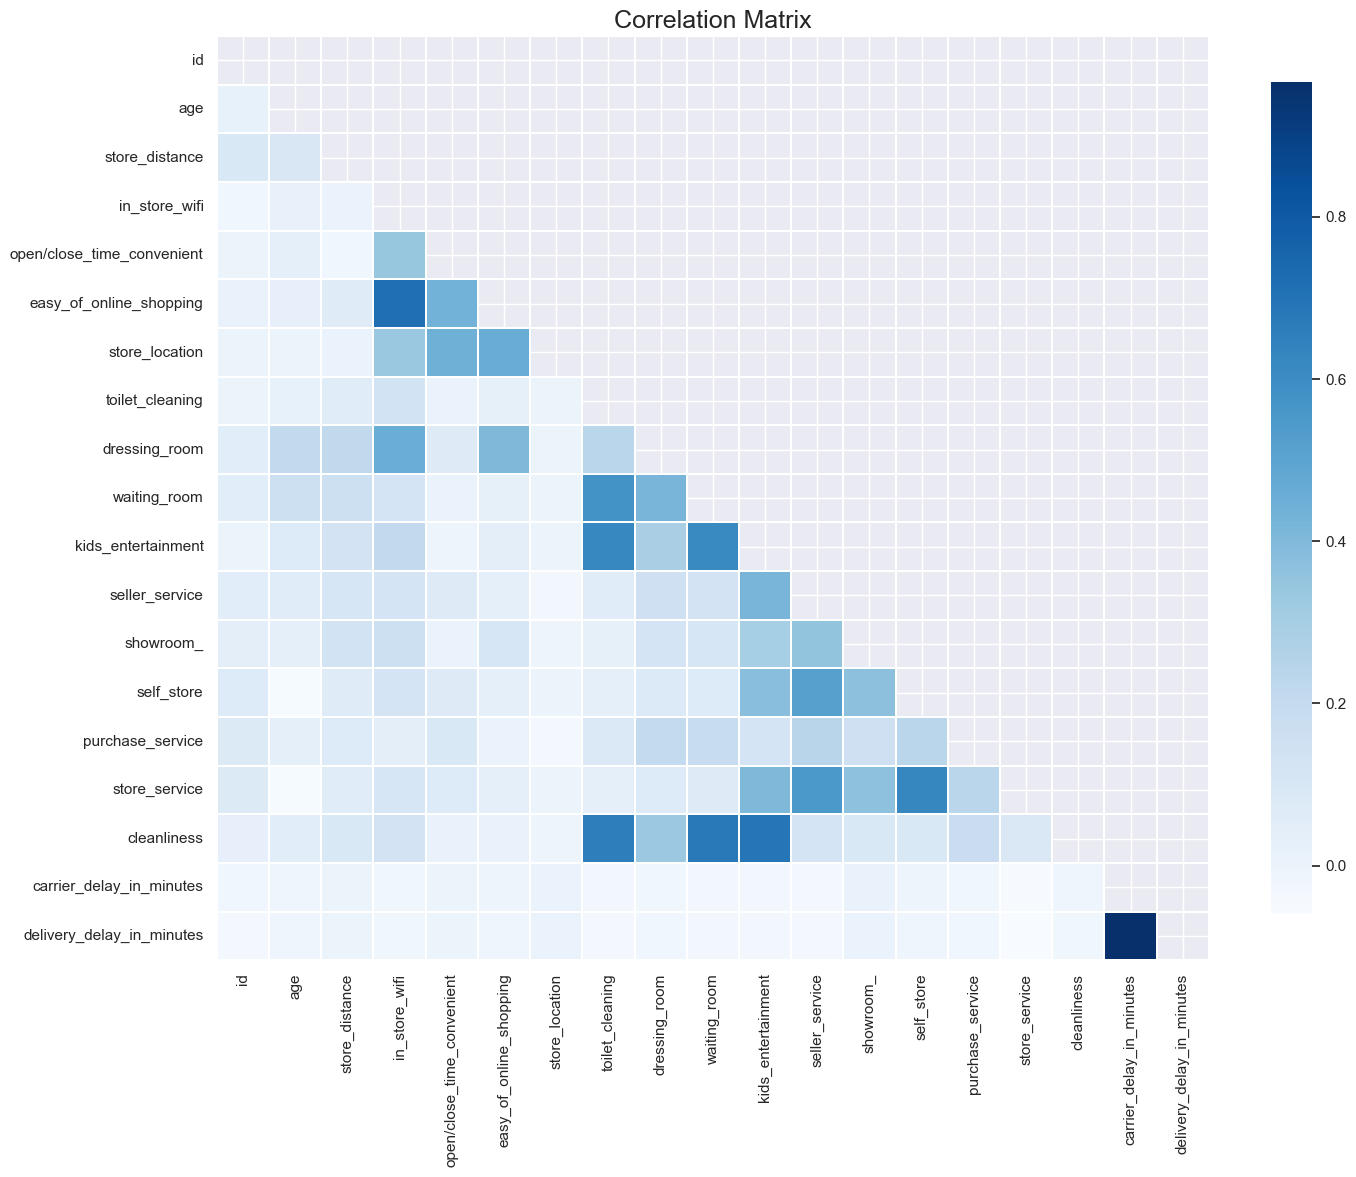 Correlation Matrix
id
age
store_distance
in_store_wifi
open/close_time_convenient
easy_of_online_shopping
store_location
toilet_cleaning
dressing_room
waiting_room
kids_entertainment
seller_service
showroom_
self_store
purchase_service
store_service
cleanliness
carrier_delay_in_minutes
delivery_delay_in_minutes
id
age
store_distance
in_store_wifi
open/close_time_convenient
easy_of_online_shopping
store_location
toilet_cleaning
dressing_room
waiting_room
kids_entertainment
seller_service
showroom_
self_store
purchase_service
store_service
cleanliness
carrier_delay_in_minutes
delivery_delay_in_minutes
0.8
0.6
0.4
0.2
0.0